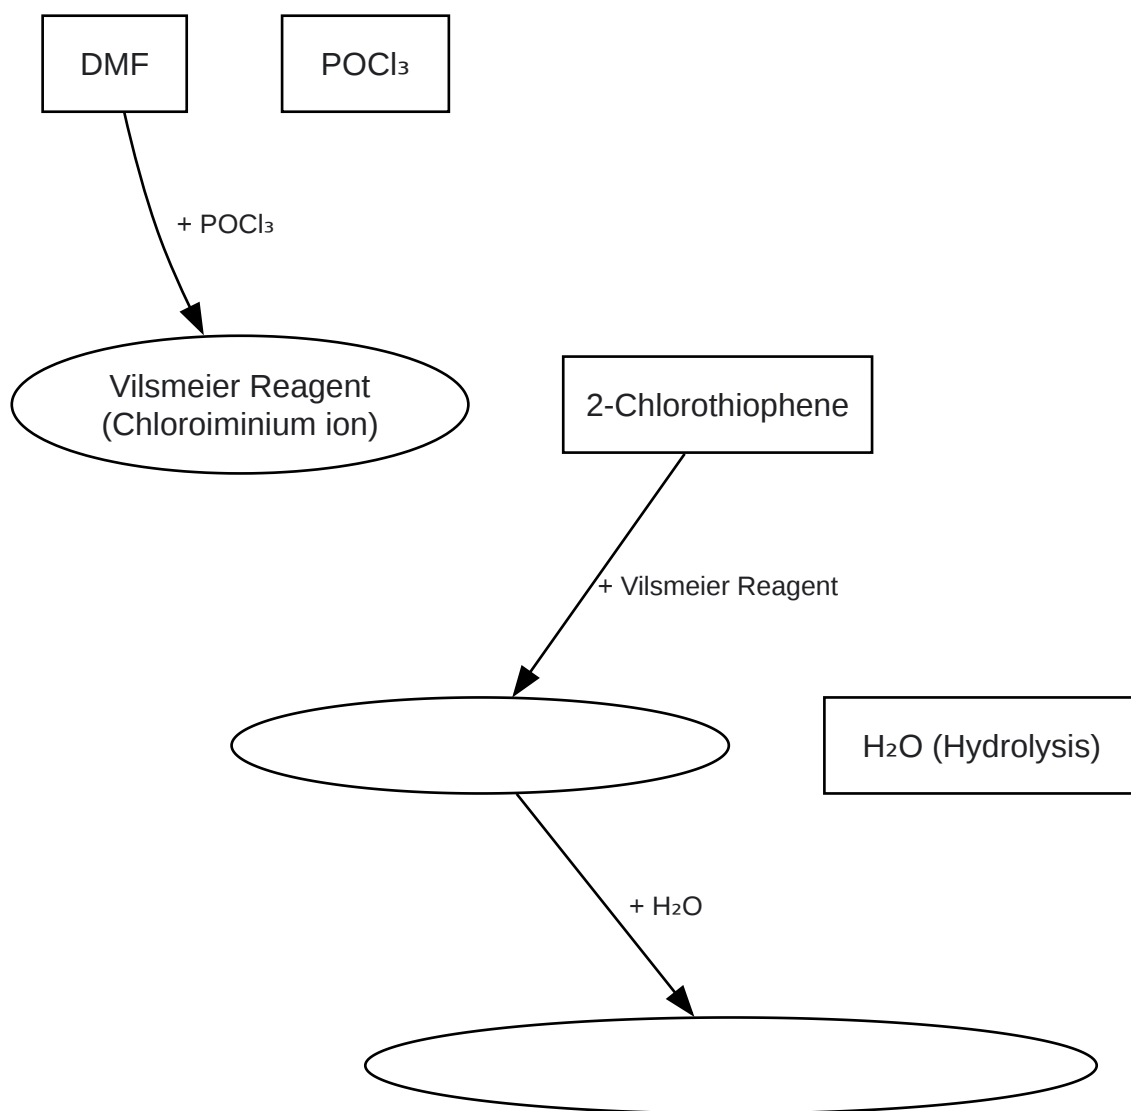 DMF
POCl₃
+ POCl₃
Vilsmeier Reagent
(Chloroiminium ion)
2-Chlorothiophene
+ Vilsmeier Reagent
H₂O (Hydrolysis)
+ H₂O